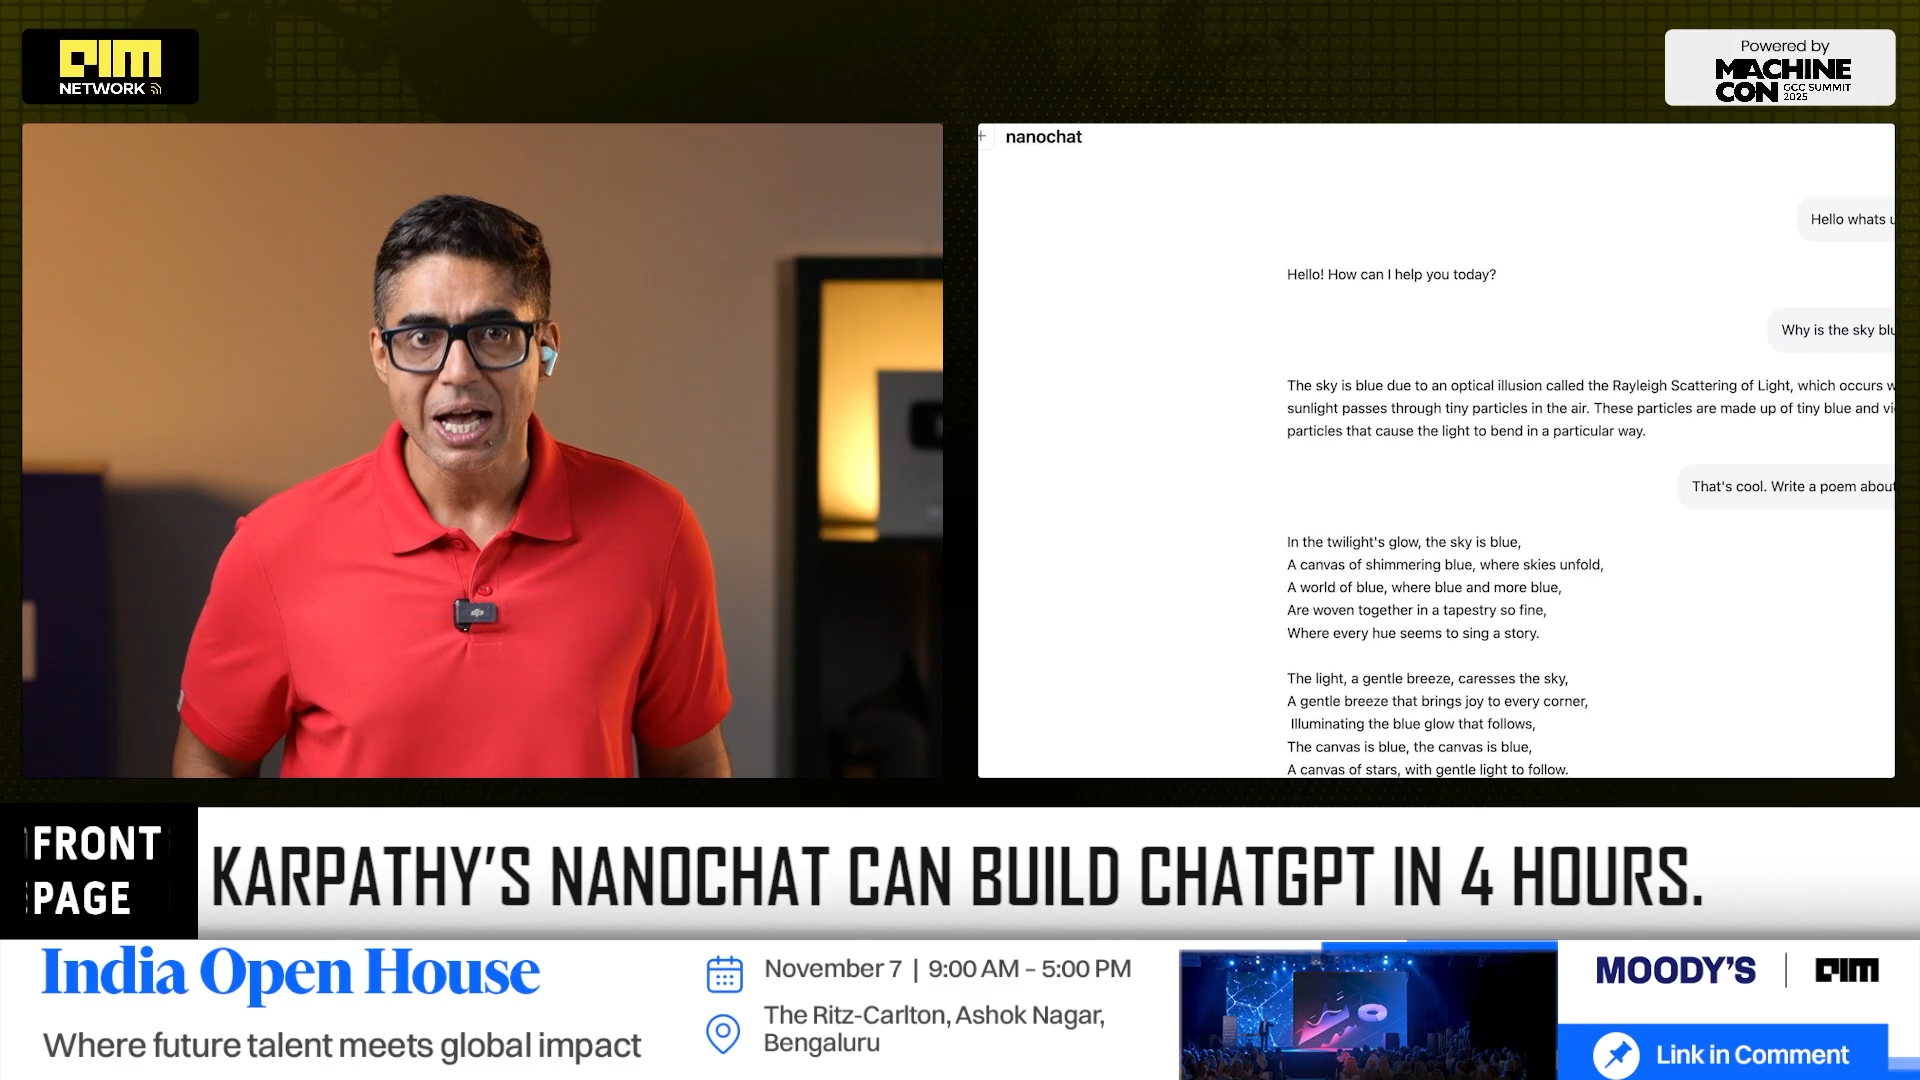 AIM
NETWORK
Powered by
MACHINE
CON GCC SUMMIT
2025
nanochat
Hello whats u
Hello! How can I help you today?
Why is the sky blu
The sky is blue due to an optical illusion called the Rayleigh Scattering of Light, which occurs w
sunlight passes through tiny particles in the air. These particles are made up of tiny blue and vi
particles that cause the light to bend in a particular way.
That's cool. Write a poem about
In the twilight's glow, the sky is blue,
A canvas of shimmering blue, where skies unfold,
A world of blue, where blue and more blue,
Are woven together in a tapestry so fine,
Where every hue seems to sing a story.
The light, a gentle breeze, caresses the sky,
A gentle breeze that brings joy to every corner,
Illuminating the blue glow that follows,
The canvas is blue, the canvas is blue,
A canvas of stars, with gentle light to follow.
FRONT
PAGE
KARPATHY'S NANOCHAT CAN BUILD CHATGPT IN 4 HOURS.
India Open House
Where future talent meets global impact
November 7 | 9:00 AM – 5:00 PM
The Ritz-Carlton, Ashok Nagar,
Bengaluru
MOODY'S | AIM
Link in Comment